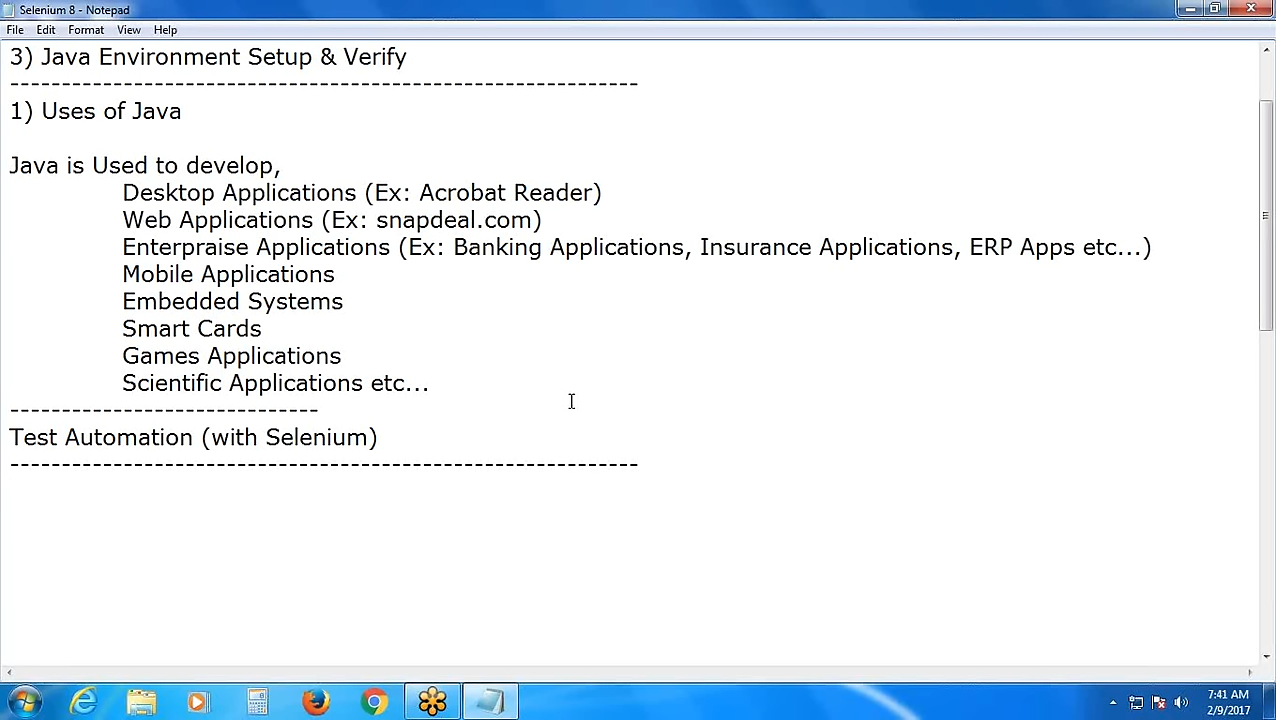 Selenium 8 - Notepad
File Edit Format View Help
3) Java Environment Setup & Verify
------------------------------------------------------------
1) Uses of Java
Java is Used to develop,
Desktop Applications (Ex: Acrobat Reader)
Web Applications (Ex: snapdeal.com)
Enterpraise Applications (Ex: Banking Applications, Insurance Applications, ERP Apps etc...)
Mobile Applications
Embedded Systems
Smart Cards
Games Applications
Scientific Applications etc...
------------------------------
Test Automation (with Selenium)
------------------------------------------------------------
7:41 AM
2/9/2017